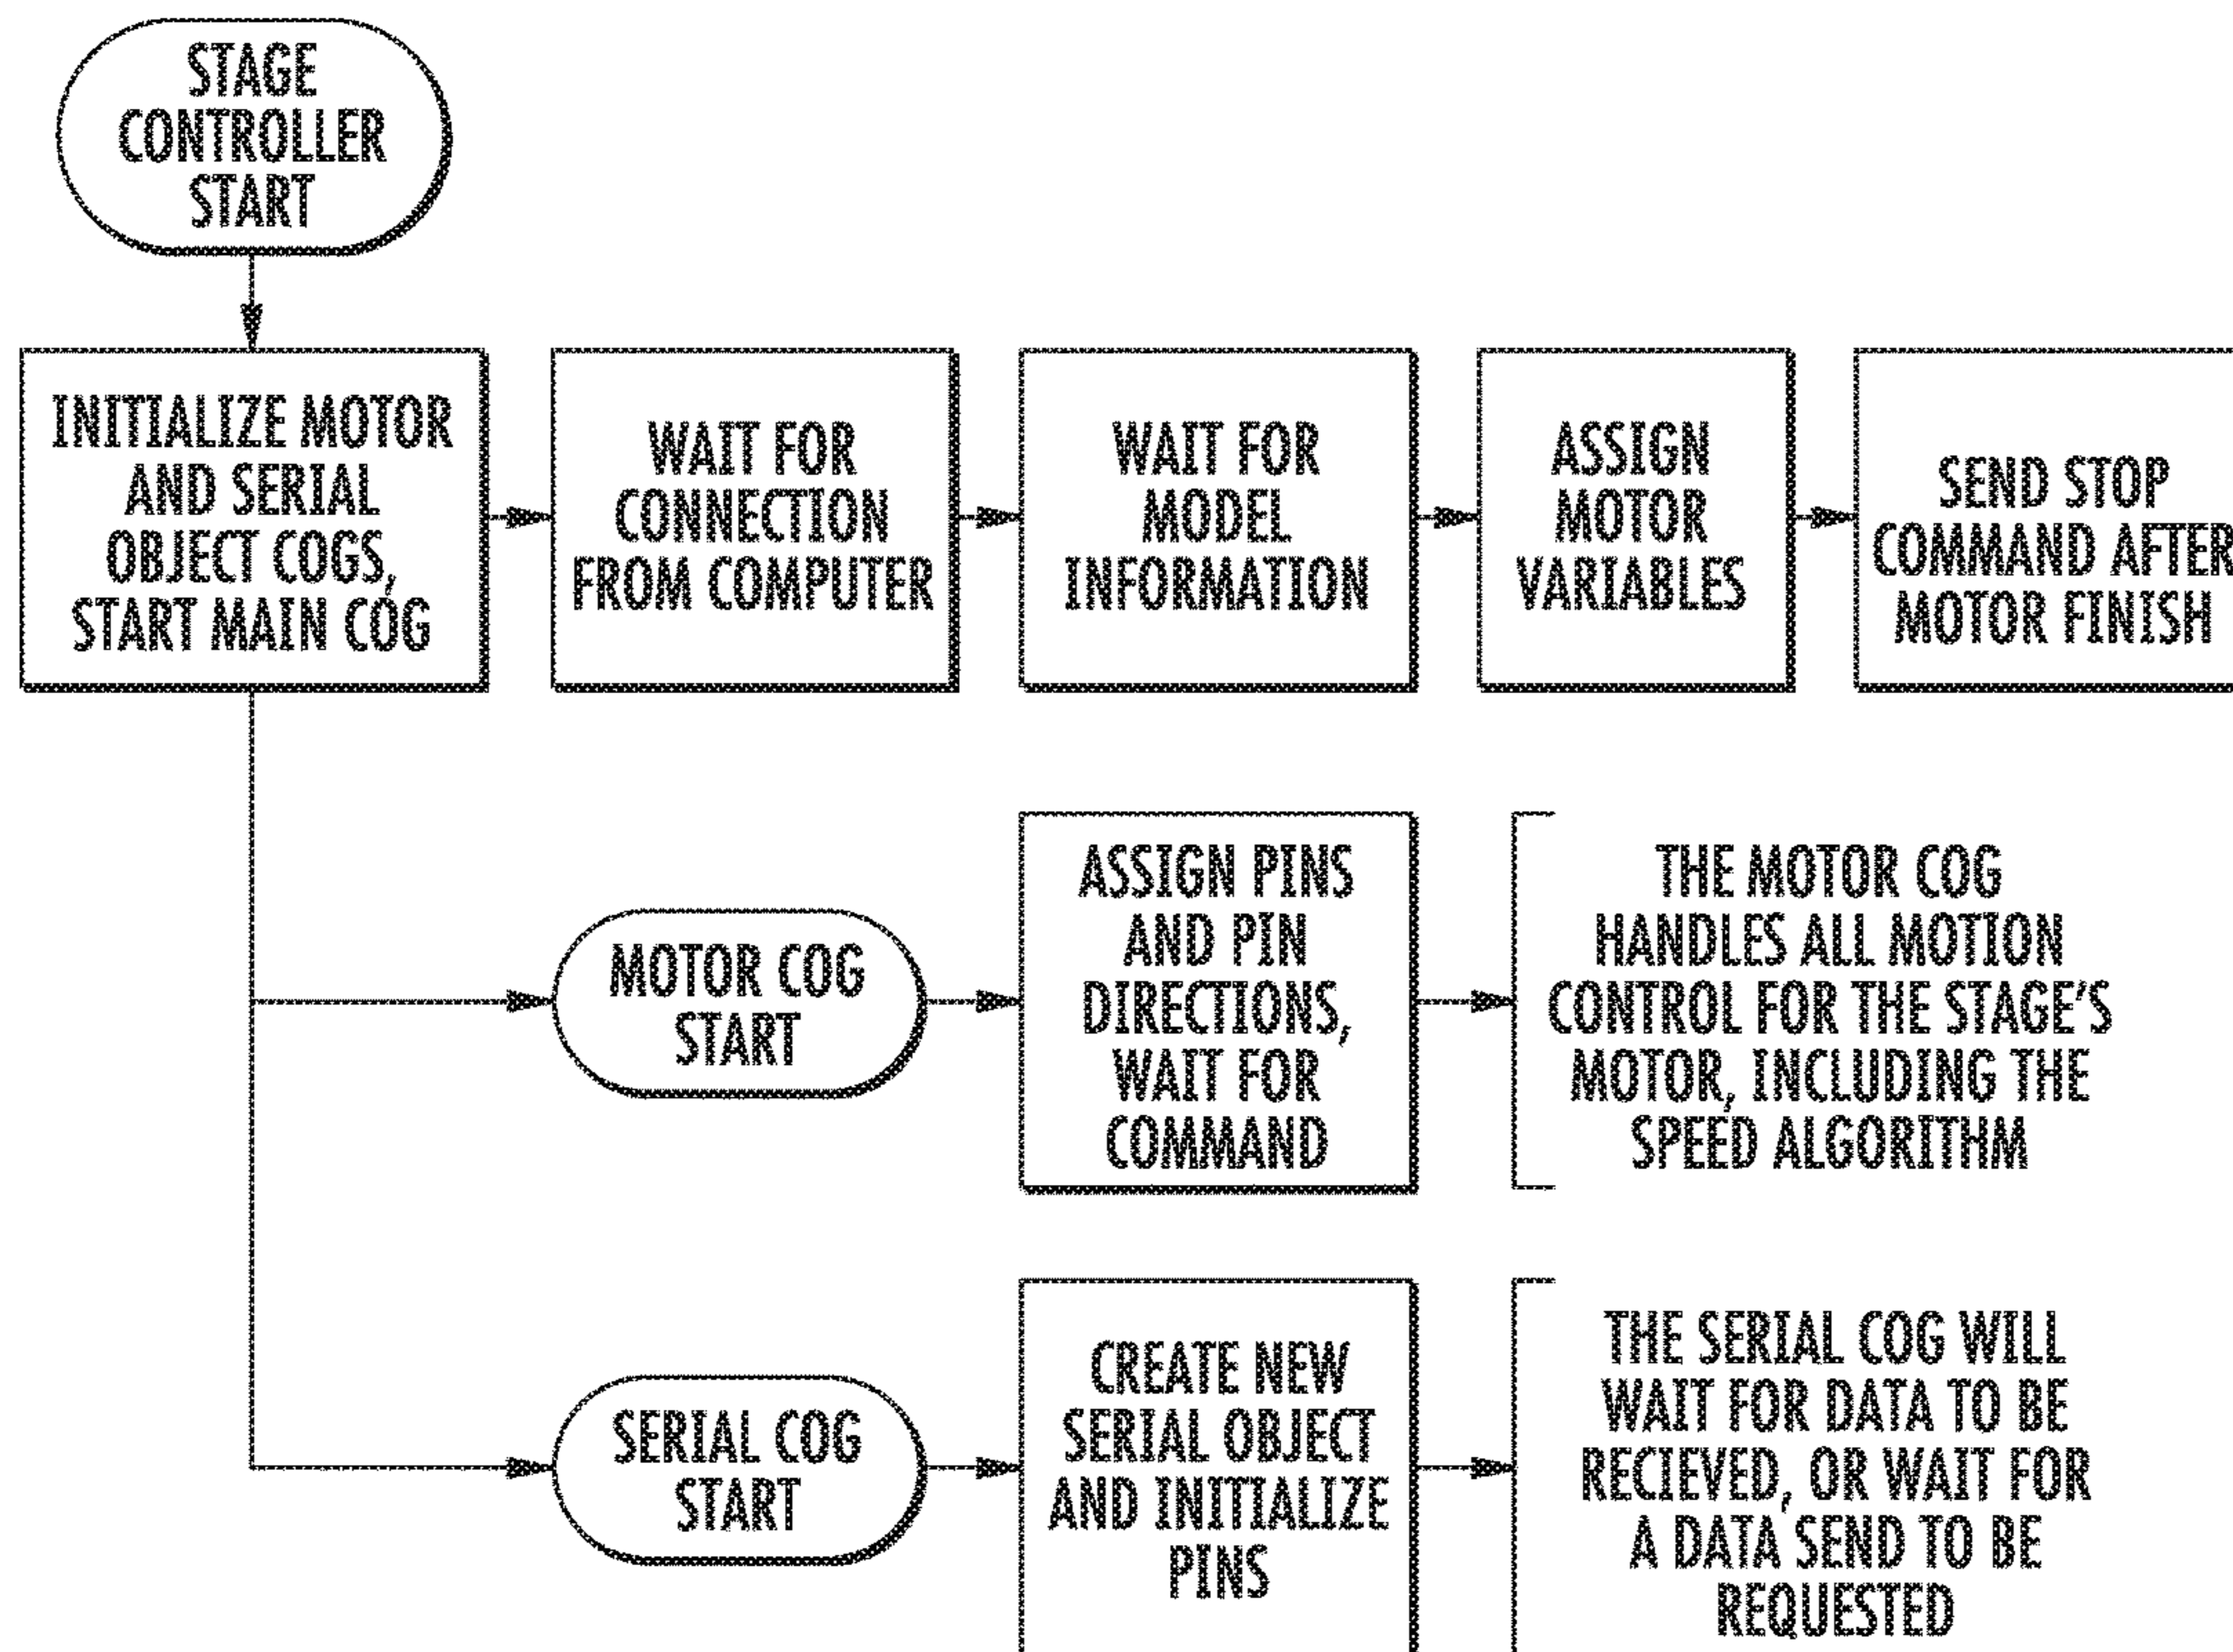 STAGE
CONTROLLER
START
INITIALIZE MOTOR
AND SERIAL
OBJECT COGS,
START MAIN COG
WAIT FOR
CONNECTION
FROM COMPUTER
WAIT FOR
MODEL
INFORMATION
ASSIGN
MOTOR
VARIABLES
SEND STOP
COMMAND AFTER
MOTOR FINISH
MOTOR COG
START
ASSIGN PINS
AND PIN
DIRECTIONS,
WAIT FOR
COMMAND
THE MOTOR COG
HANDLES ALL MOTION
CONTROL FOR THE STAGE'S
MOTOR, INCLUDING THE
SPEED ALGORITHM
SERIAL COG
START
CREATE NEW
SERIAL OBJECT
AND INITIALIZE
PINS
THE SERIAL COG WILL
WAIT FOR DATA TO BE
RECIEVED, OR WAIT FOR
A DATA SEND TO BE
REQUESTED